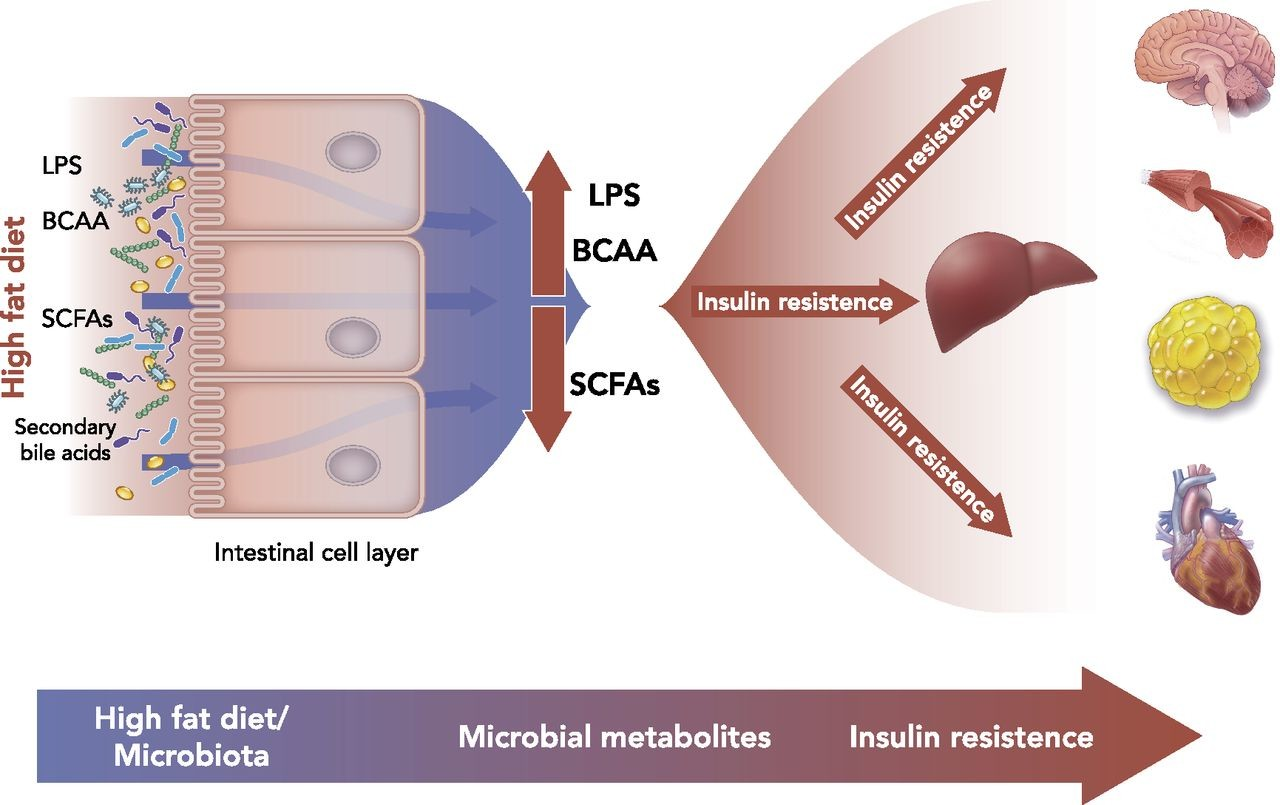 High fat diet
LPS
BCAA
SCFAs
Secondary
bile acids
Intestinal cell layer
LPS
BCAA
SCFAs
Insulin resistence
Insulin resistence
Insulin resistence
High fat diet/
Microbiota
Microbial metabolites
Insulin resistence